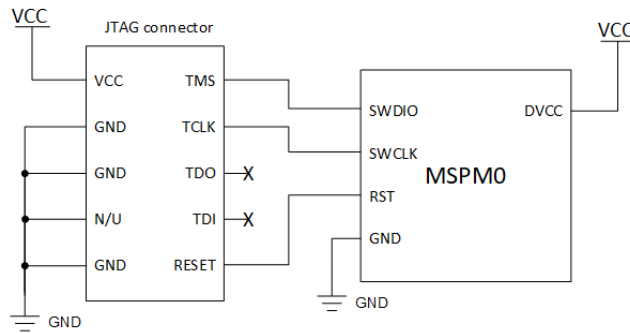 VCC
JTAG connector
VCC
VCC TMS
GND TCLK
GND TDO
N/U TDI
GND RESET
GND
SWDIO DVCC
SWCLK
MSPM0
RST
GND
GND